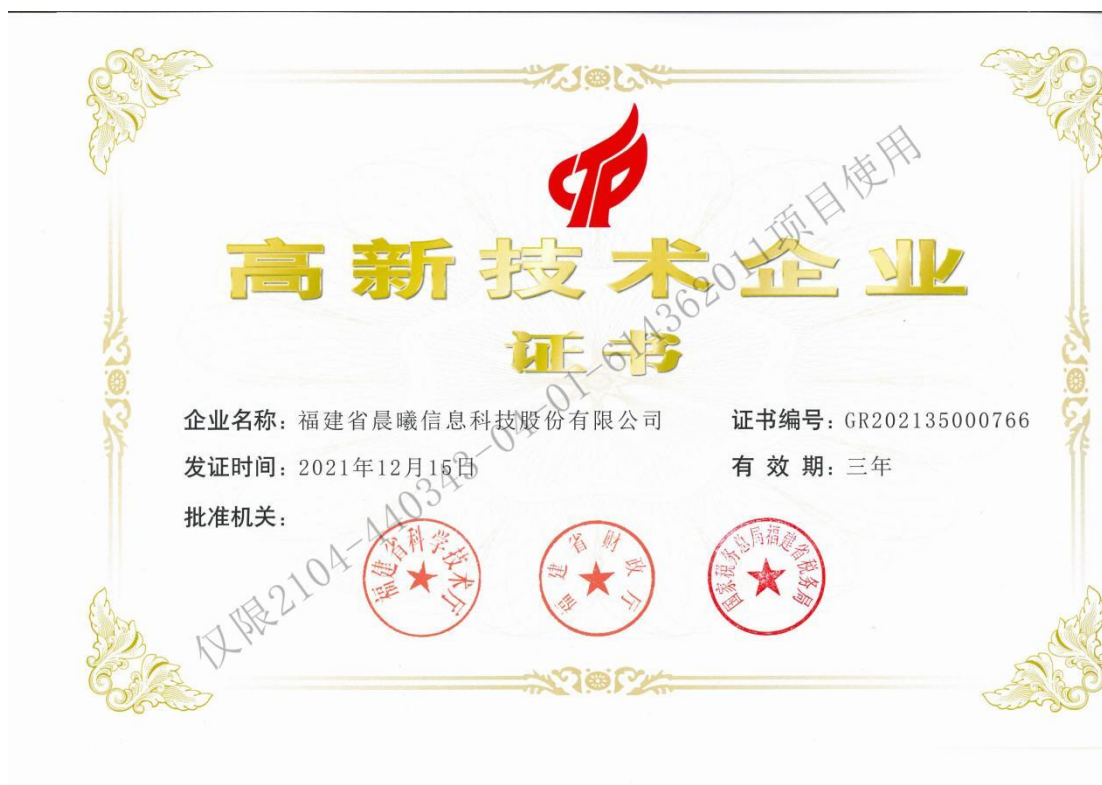 高新技术企业
证书
企业名称：福建省晨曦信息科技股份有限公司
证书编号：GR202135000766
发证时间：2021年12月15日
有效期：三年
批准机关：
福建省科学技术厅
福建省财政厅
国家税务总局福建省税务局
仅限2104-440343-04-01-614362011项目使用